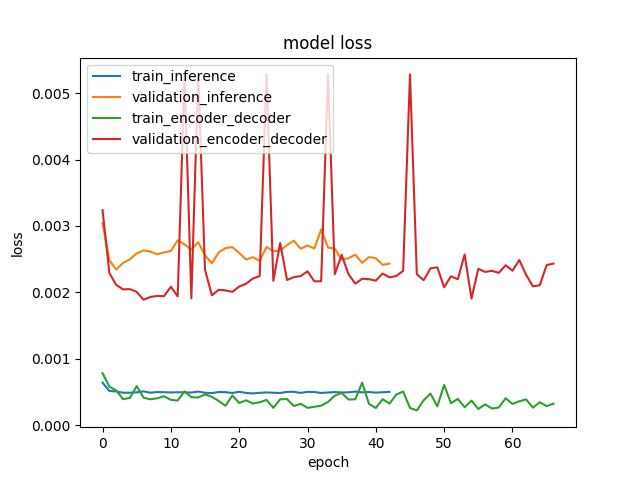 model loss
train_inference
validation_inference
train_encoder_decoder
validation_encoder_decoder
0.005
0.004
0.003
0.002
0.001
0.000
loss
0 10 20 30 40 50 60
epoch